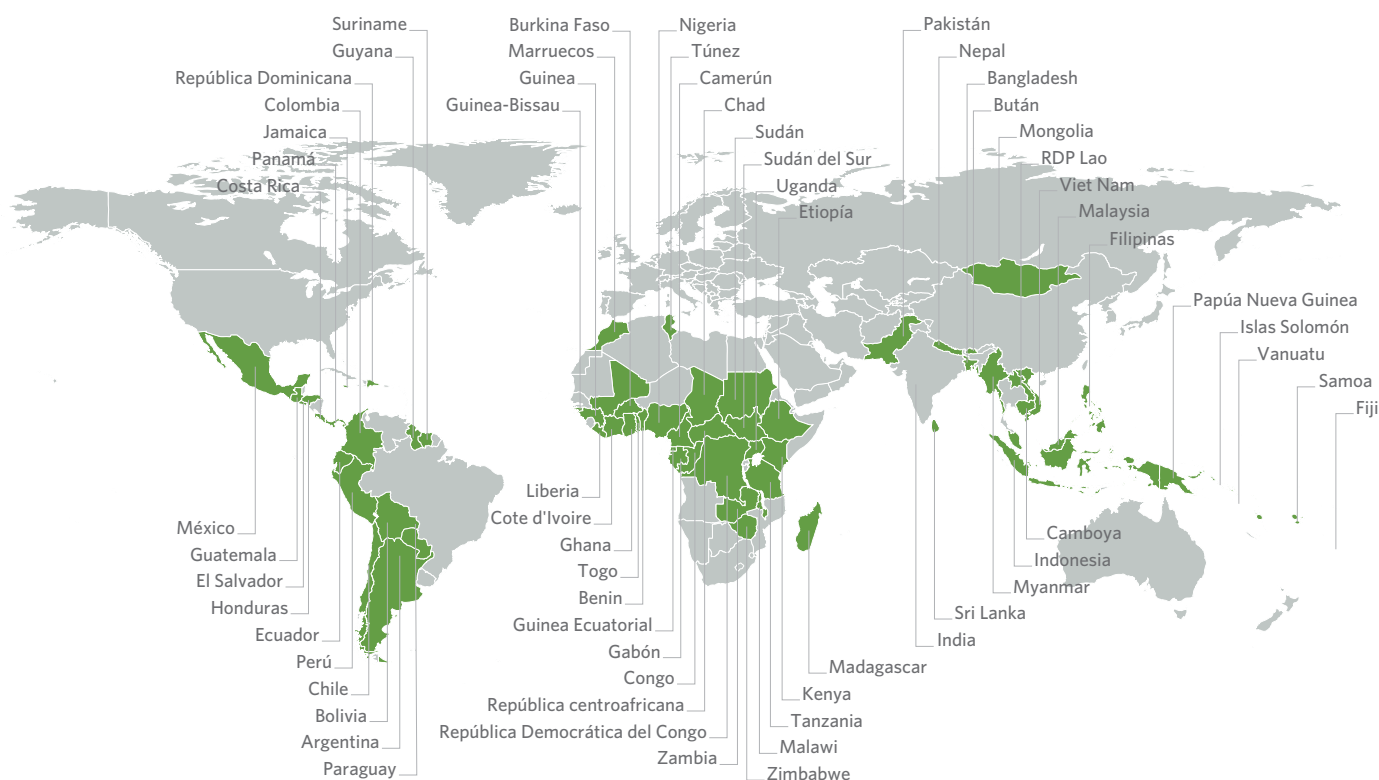 Suriname
Guyana
República Dominicana
Colombia
Jamaica
Panamá
Costa Rica
Burkina Faso
Marruecos
Guinea
Guinea-Bissau
Nigeria
Túnez
Camerún
Chad
Sudán
Sudán del Sur
Uganda
Etiopía
Pakistán
Nepal
Bangladesh
Bután
Mongolia
RDP Lao
Viet Nam
Malaysia
Filipinas
Papúa Nueva Guinea
Islas Solomón
Vanuatu
Samoa
Fiji
México
Guatemala
El Salvador
Honduras
Ecuador
Perú
Chile
Bolivia
Argentina
Paraguay
Liberia
Cote d'Ivoire
Ghana
Togo
Benin
Guinea Ecuatorial
Gabón
Congo
República centroafricana
República Democrática del Congo
Zambia
Zimbabwe
Malawi
Tanzania
Kenya
Madagascar
Camboya
Indonesia
Myanmar
Sri Lanka
India